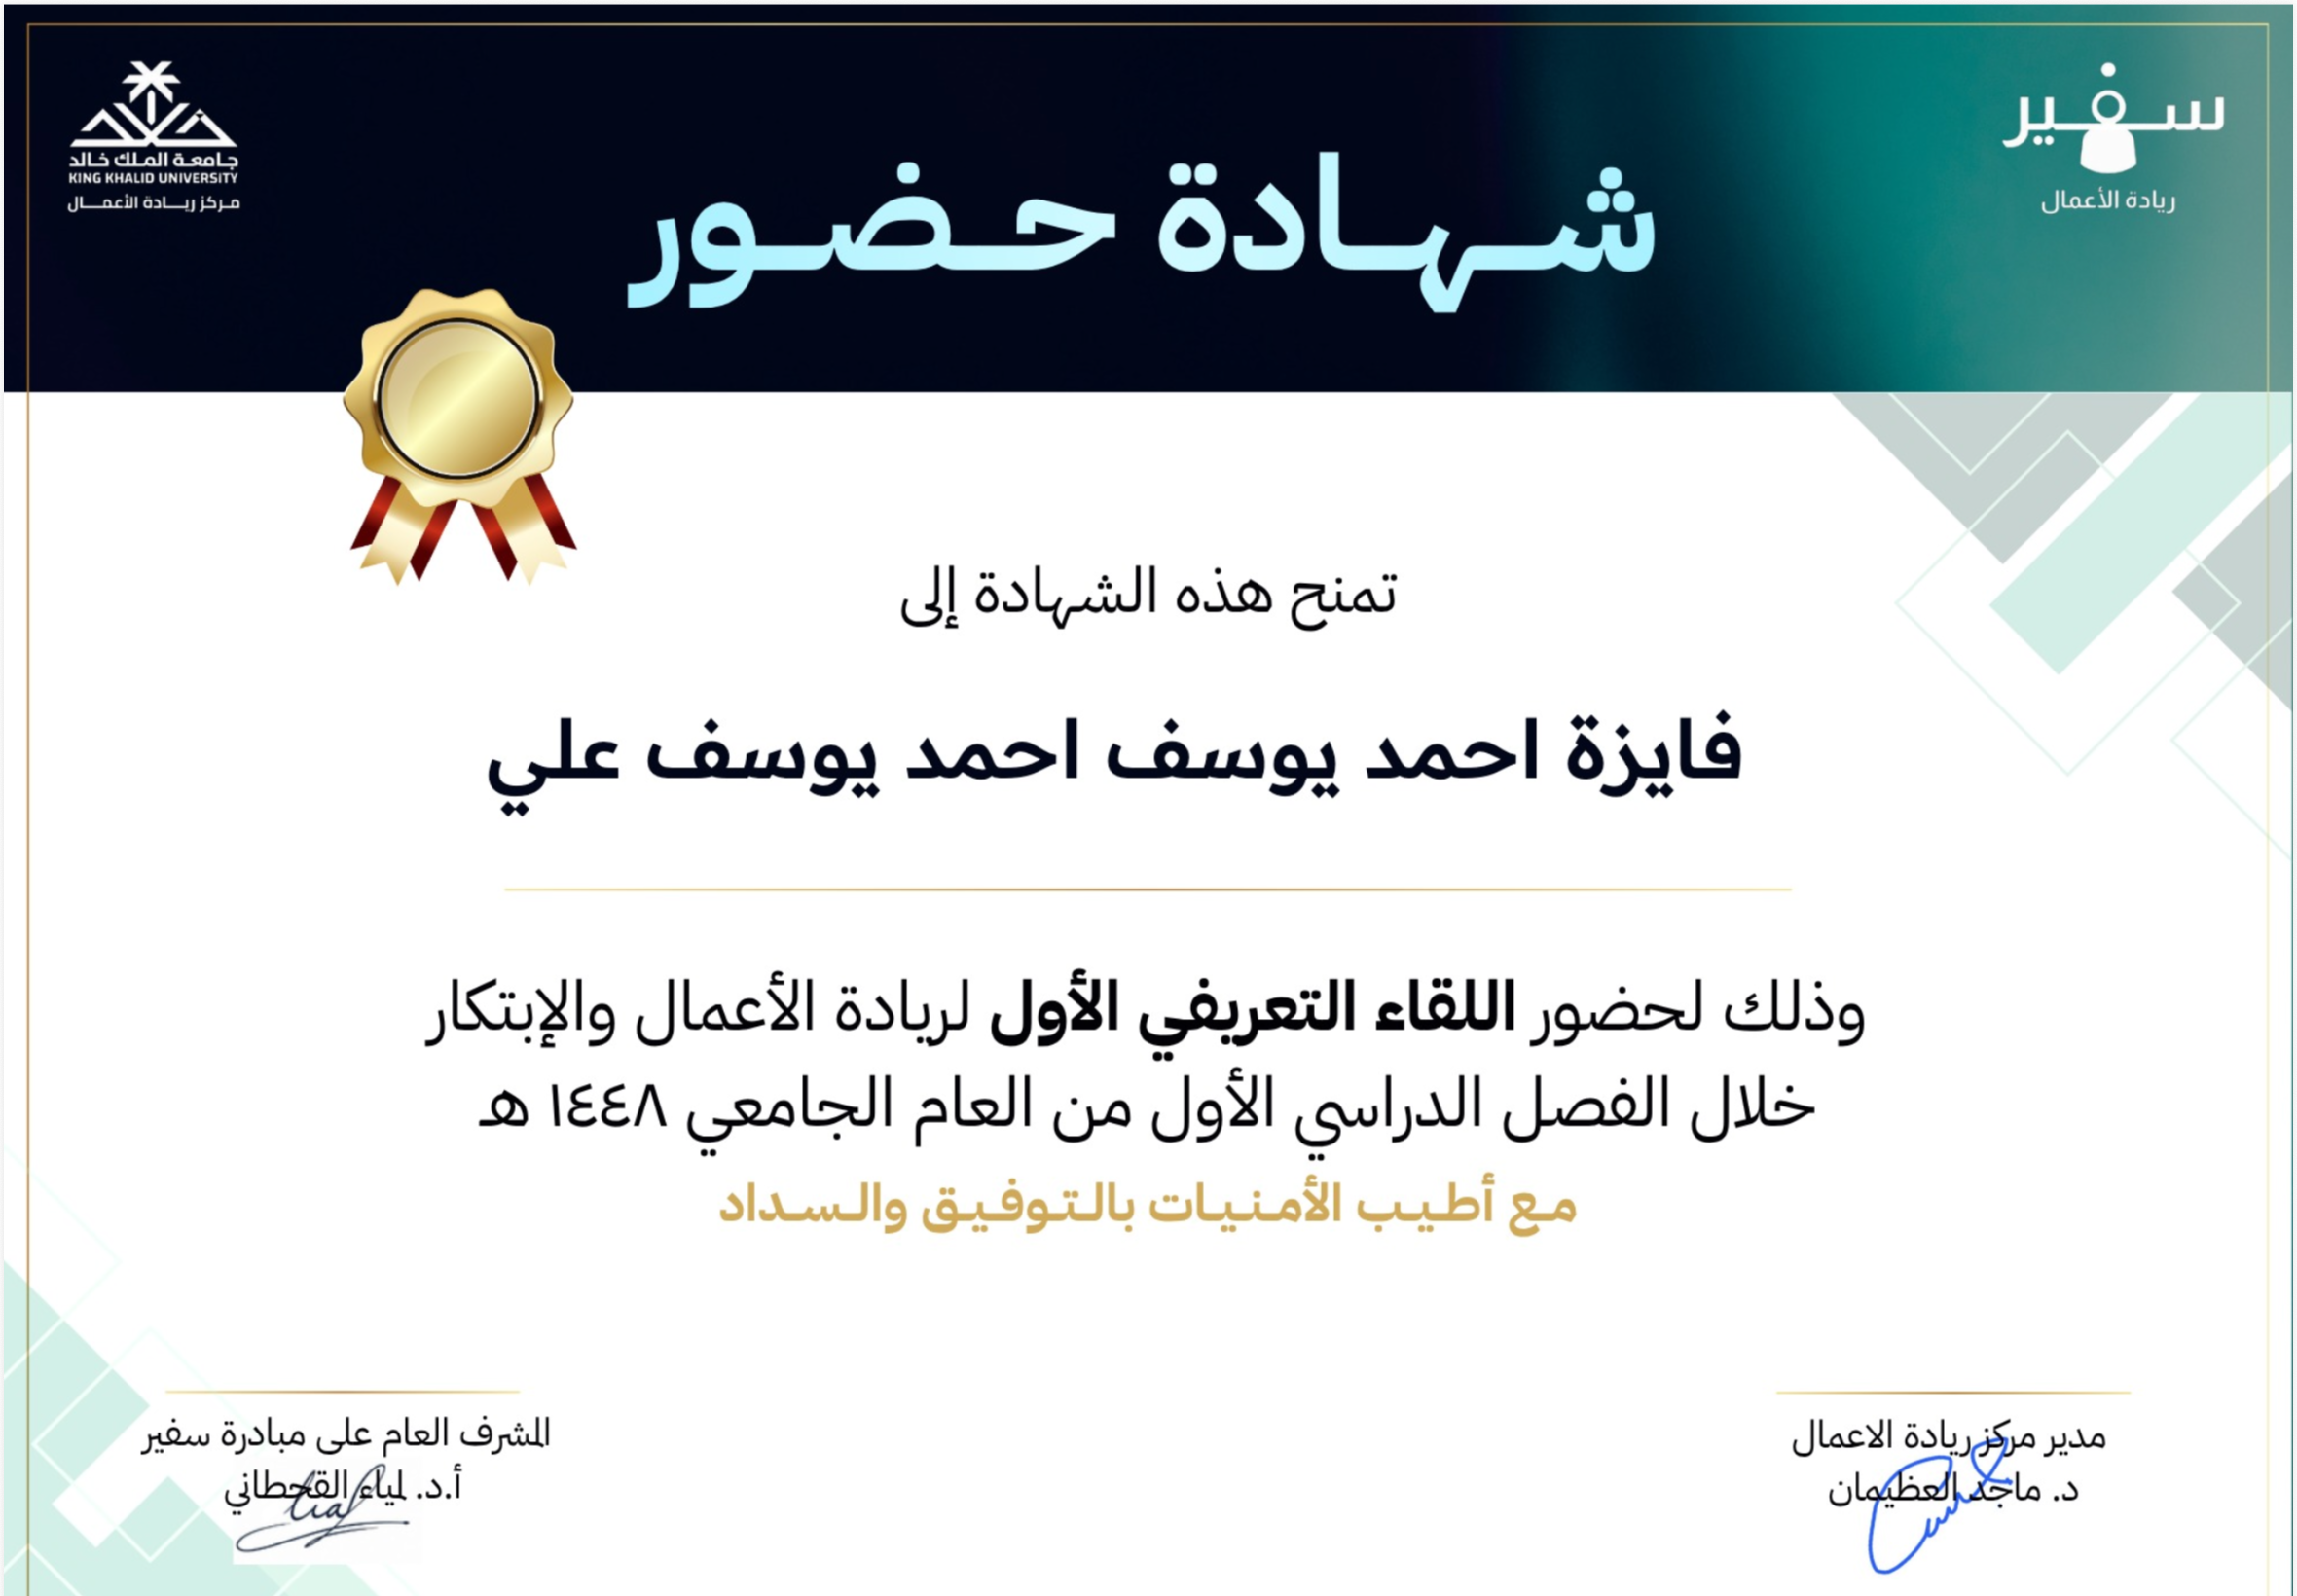 سفير
ريادة الأعمال
جامعة الملك خالد
KING KHALID UNIVERSITY
مركز ريادة الأعمال
شهادة حضور
تمنح هذه الشهادة إلى
فايزة احمد يوسف احمد يوسف علي
وذلك لحضور اللقاء التعريفي الأول لريادة الأعمال والإبتكار
خلال الفصل الدراسي الأول من العام الجامعي ١٤٤٨ هـ
مع أطيب الأمنيات بالتوفيق والسداد
مدير مركز ريادة الاعمال
د. ماجد العظيمان
المشرف العام على مبادرة سفير
أ.د. لمياء القحطاني